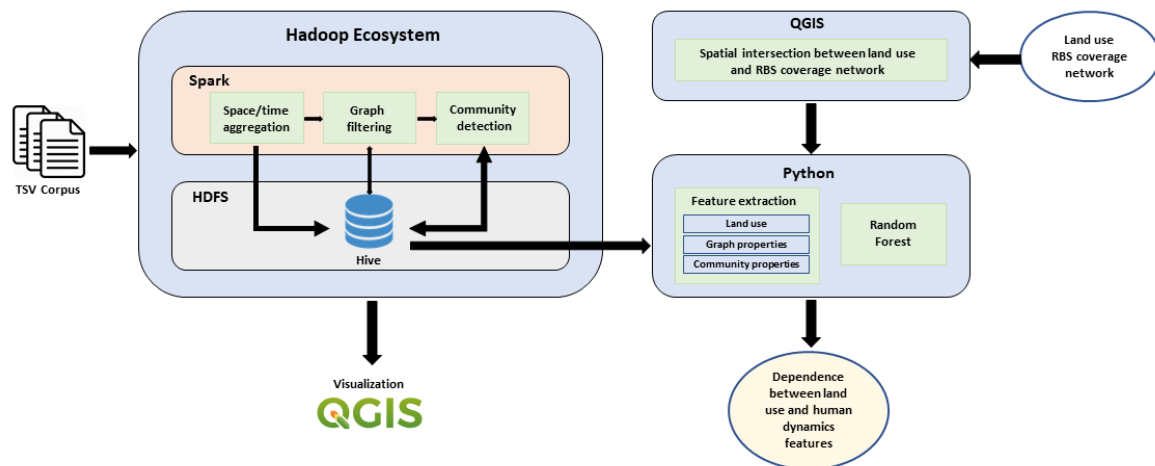 Hadoop Ecosystem
Spark
Space/time
aggregation
Graph
filtering
Community
detection
TSV Corpus
HDFS
Hive
Visualization
QGIS
QGIS
Spatial intersection between land use
and RBS coverage network
Land use
RBS coverage
network
Python
Feature extraction
Land use
Graph properties
Community properties
Random
Forest
Dependence
between land
use and human
dynamics
features